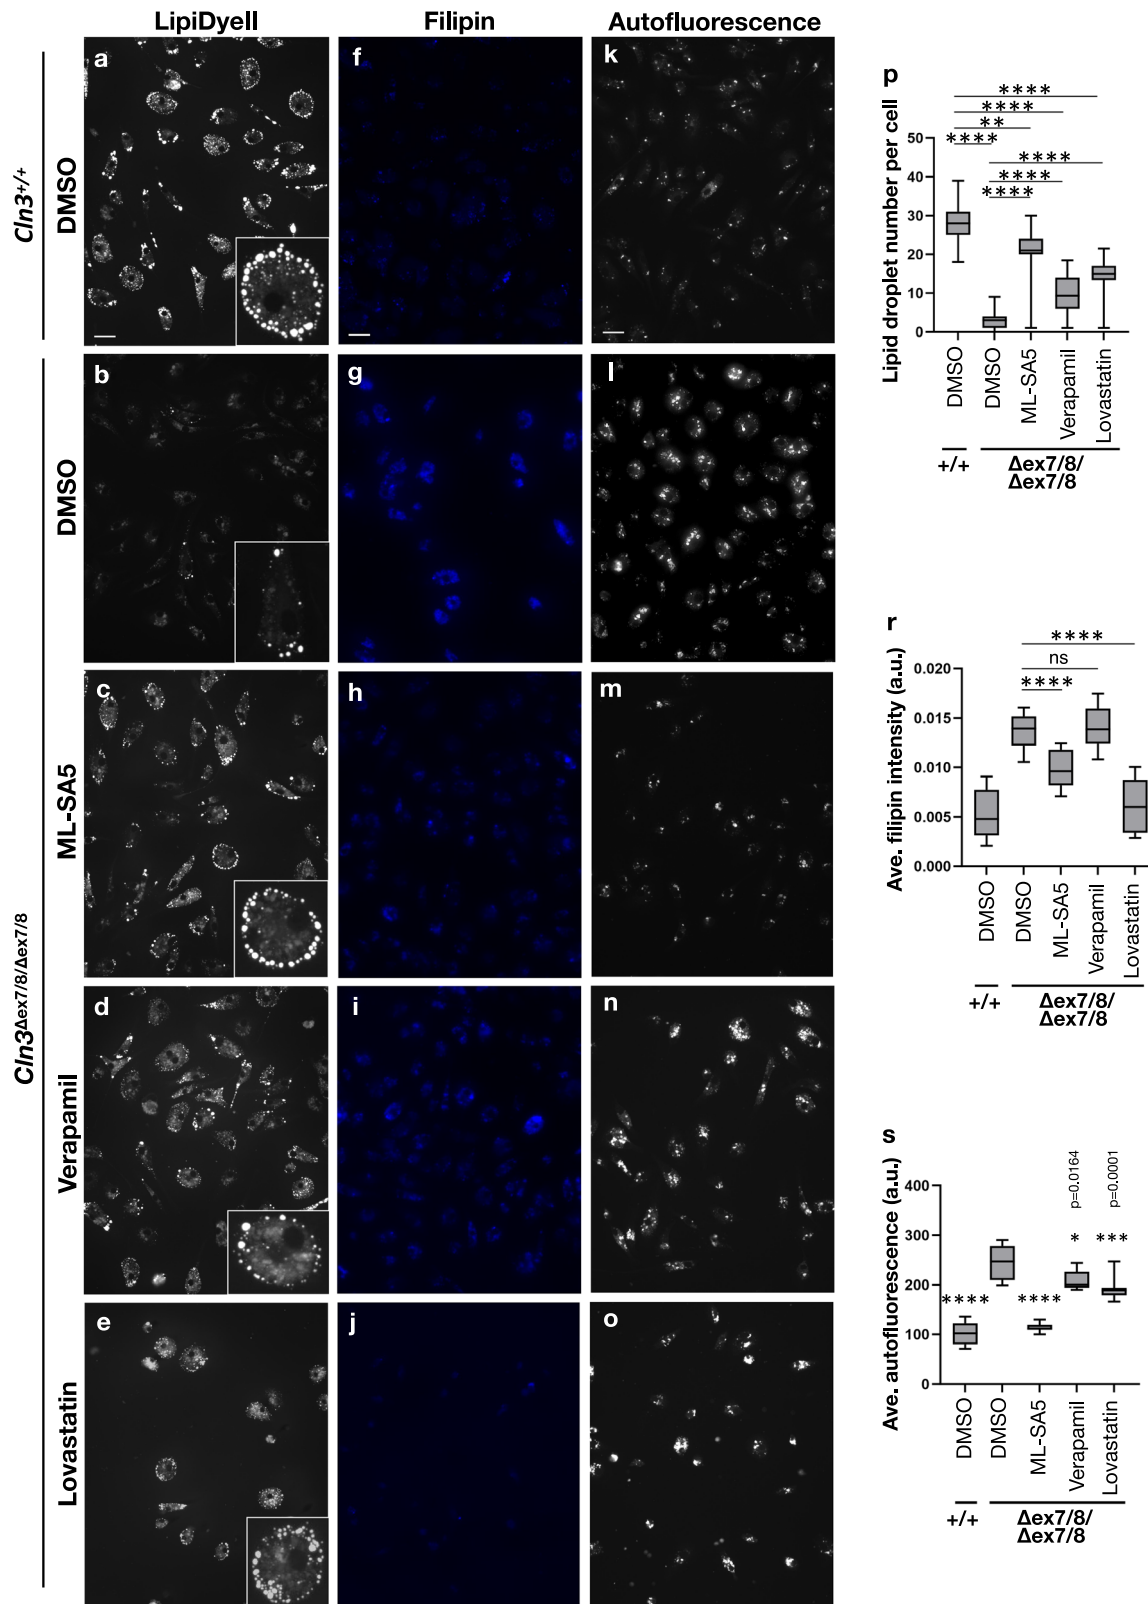 LipiDyeII
Filipin
Autofluorescence
Cln3+/+
DMSO
a
f
k
Cln3Δex7/8/Δex7/8
DMSO
b
g
l
ML-SA5
c
h
m
Verapamil
d
i
n
Lovastatin
e
j
o
p
Lipid droplet number per cell
****
****
**
****
****
****
****
50
40
30
20
10
0
DMSO
DMSO
ML-SA5
Verapamil
Lovastatin
+/+
Δex7/8/
Δex7/8
r
Ave. filipin intensity (a.u.)
****
ns
****
0.020
0.015
0.010
0.005
0.000
DMSO
DMSO
ML-SA5
Verapamil
Lovastatin
+/+
Δex7/8/
Δex7/8
s
Ave. autofluorescence (a.u.)
p=0.0164
p=0.0001
400
300
200
100
0
****
****
*
***
DMSO
DMSO
ML-SA5
Verapamil
Lovastatin
+/+
Δex7/8/
Δex7/8